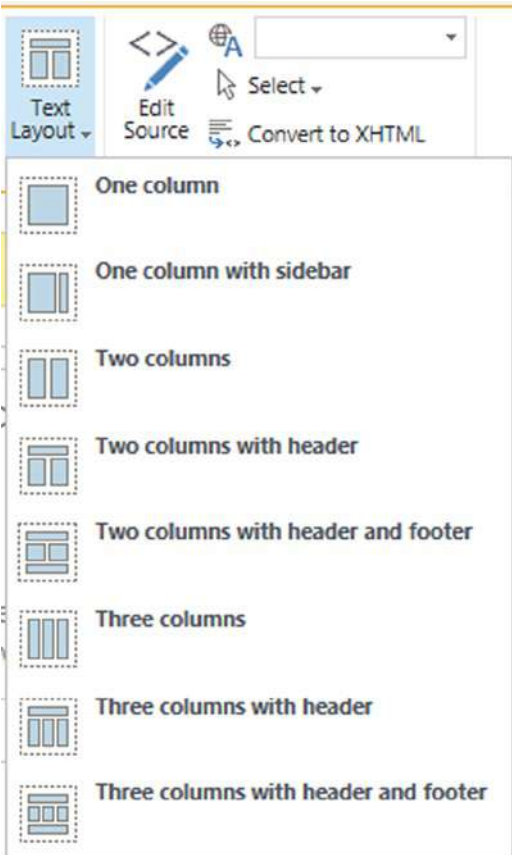 Text
Layout
Edit
Source
A
Select
Convert to XHTML
One column
One column with sidebar
Two columns
Two columns with header
Two columns with header and footer
Three columns
Three columns with header
Three columns with header and footer